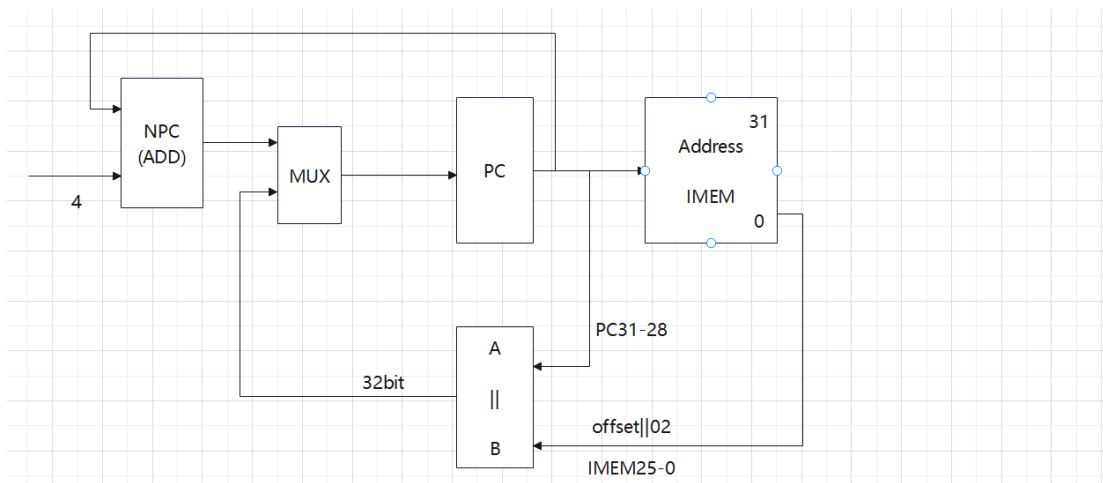 NPC
(ADD)
4
MUX
PC
31
Address
IMEM
0
PC31-28
A
||
B
32bit
offset||02
IMEM25-0